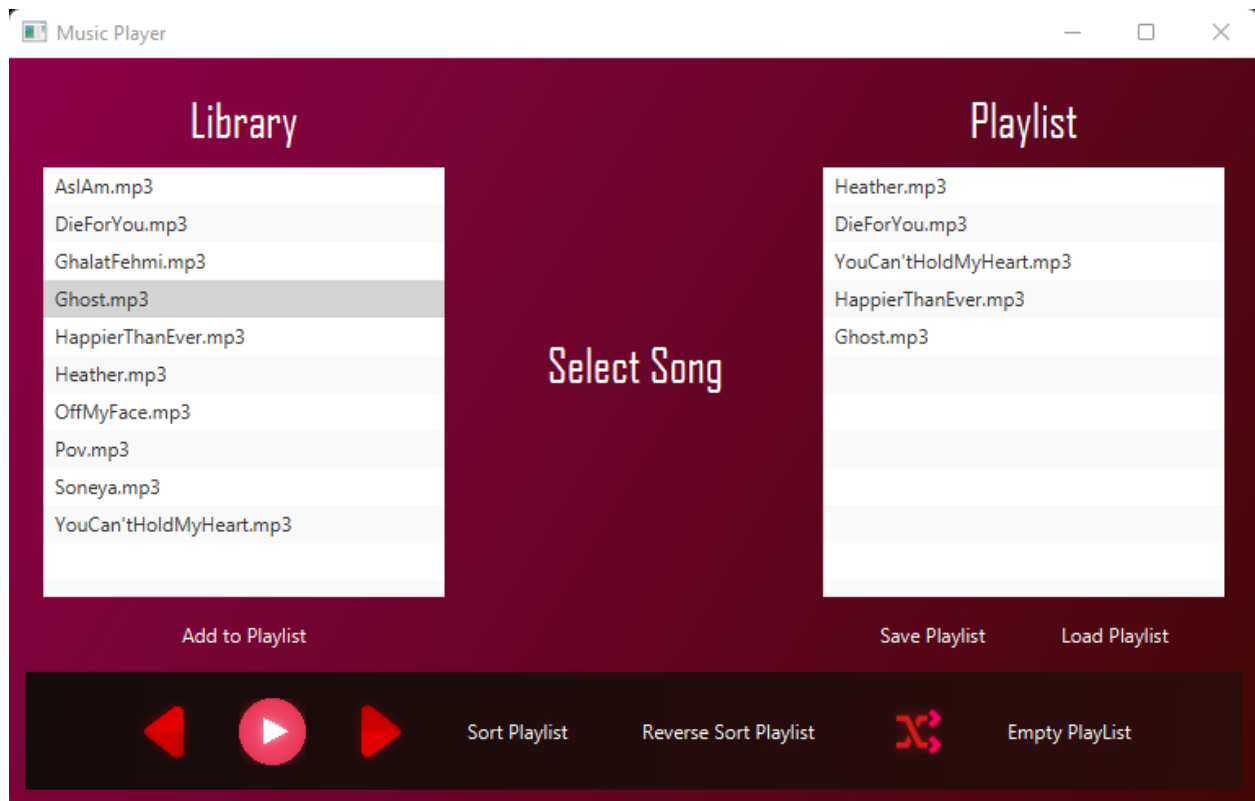 Music Player
Library
AsIAm.mp3
DieForYou.mp3
GhalatFehmi.mp3
Ghost.mp3
HappierThanEver.mp3
Heather.mp3
OffMyFace.mp3
Pov.mp3
Soneya.mp3
YouCan'tHoldMyHeart.mp3
Add to Playlist
Select Song
Playlist
Heather.mp3
DieForYou.mp3
YouCan'tHoldMyHeart.mp3
HappierThanEver.mp3
Ghost.mp3
Save Playlist
Load Playlist
Sort Playlist
Reverse Sort Playlist
Empty PlayList